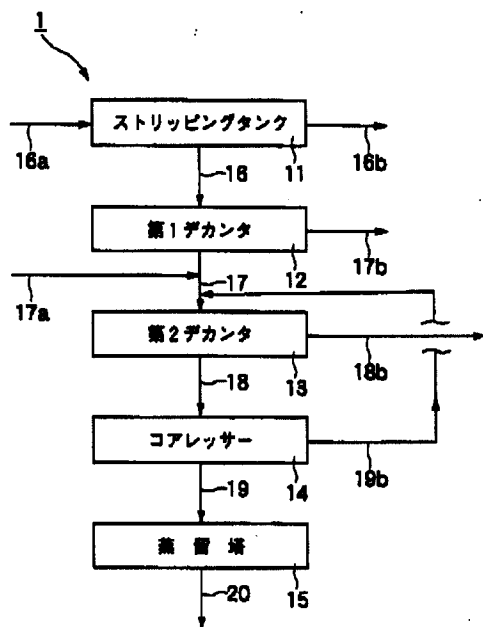 1
ストリッピングタンク
16a
16b
16
11
第1デカンタ
17b
17
12
17a
第2デカンタ
18b
18
13
コアレッサー
19b
19
14
蒸留塔
20
15